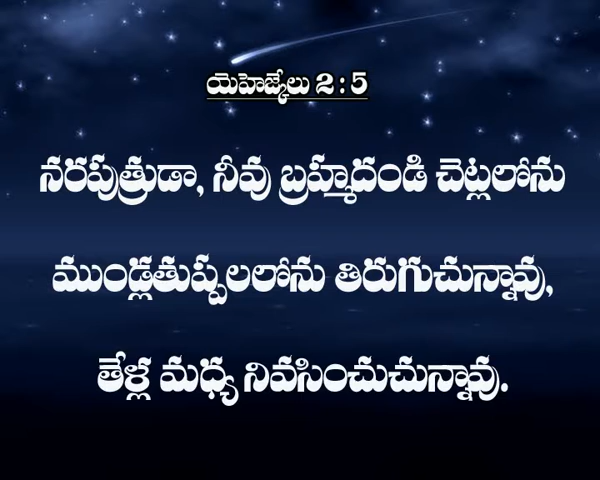 యెహెజ్కేలు 2 : 5
నరపుత్రుడా, నీవు బ్రహ్మదండి చెట్లలోను
ముండ్లతుప్పలలోను తిరుగుచున్నావు,
తేళ్ల మధ్య నివసించుచున్నావు.